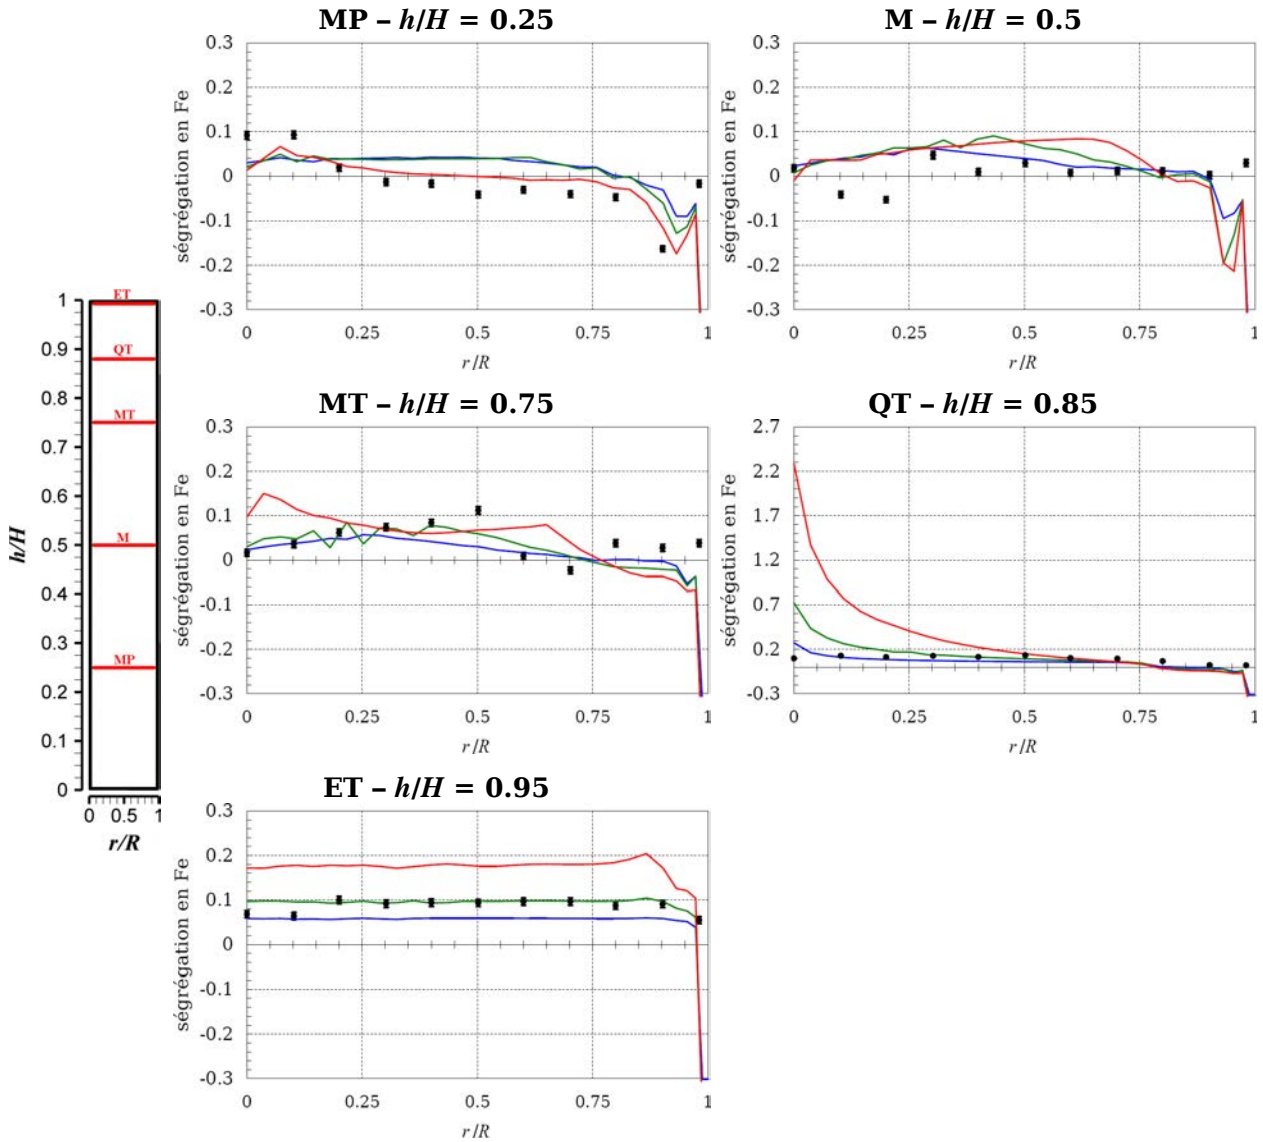 MP – h/H = 0.25
0.3
0.2
0.1
0
-0.1
-0.2
-0.3
ségrégation en Fe
0 0.25 0.5 0.75 1
r/R
M – h/H = 0.5
0.3
0.2
0.1
0
-0.1
-0.2
-0.3
ségrégation en Fe
0 0.25 0.5 0.75 1
r/R
1
0.9
0.8
0.7
0.6
0.5
0.4
0.3
0.2
0.1
0
h/H
ET
QT
MT
M
MP
0 0.5 1
r/R
MT – h/H = 0.75
0.3
0.2
0.1
0
-0.1
-0.2
-0.3
ségrégation en Fe
0 0.25 0.5 0.75 1
r/R
QT – h/H = 0.85
2.7
2.2
1.7
1.2
0.7
0.2
-0.3
ségrégation en Fe
0 0.25 0.5 0.75 1
r/R
ET – h/H = 0.95
0.3
0.2
0.1
0
-0.1
-0.2
-0.3
ségrégation en Fe
0 0.25 0.5 0.75 1
r/R